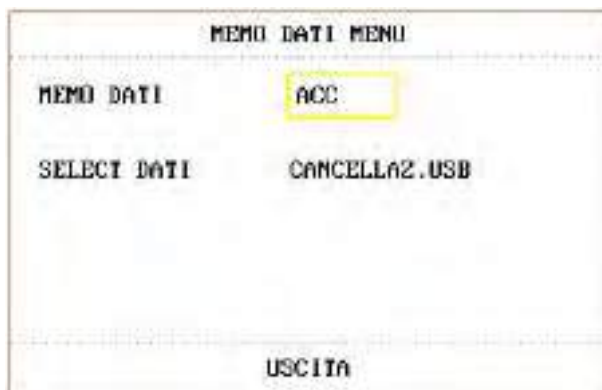 MEMO DATI MENU
MEMO DATI ACC
SELECT DATI CANCELLAZ.USB
USCITA